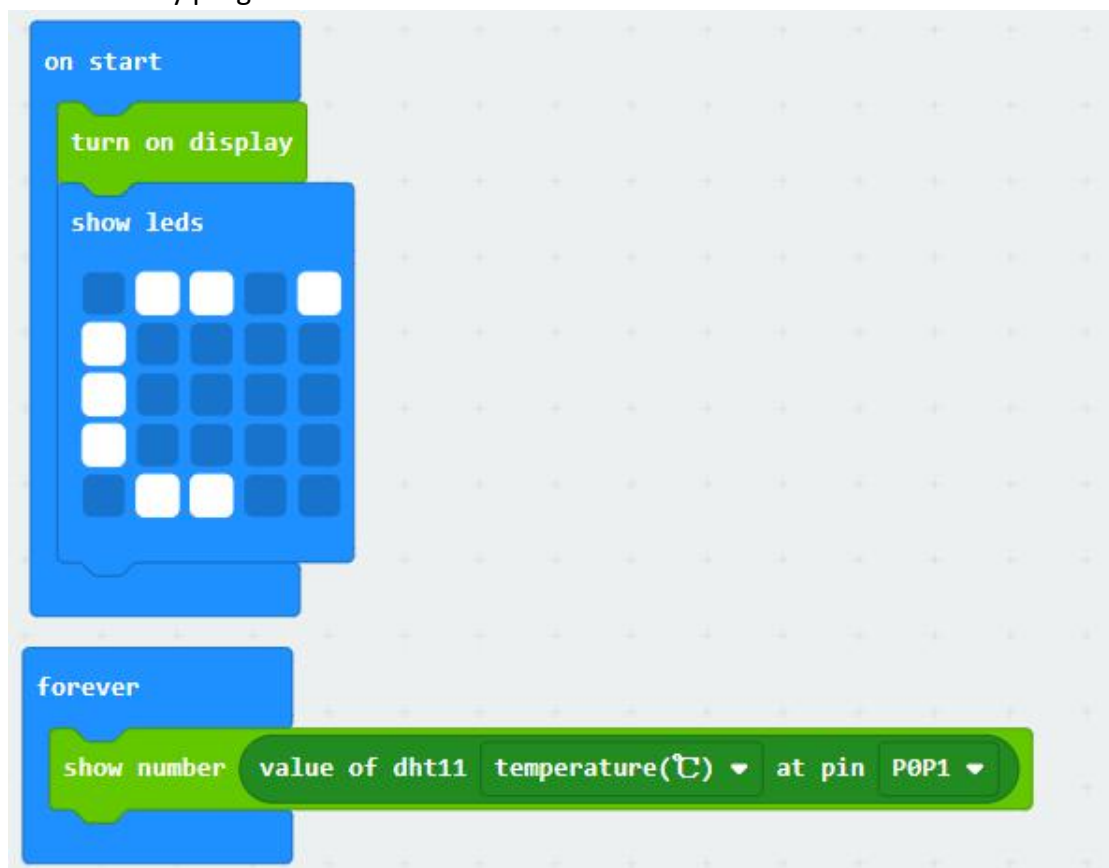 on start
turn on display
show leds
forever
show number value of dht11 temperature(℃) at pin P0P1